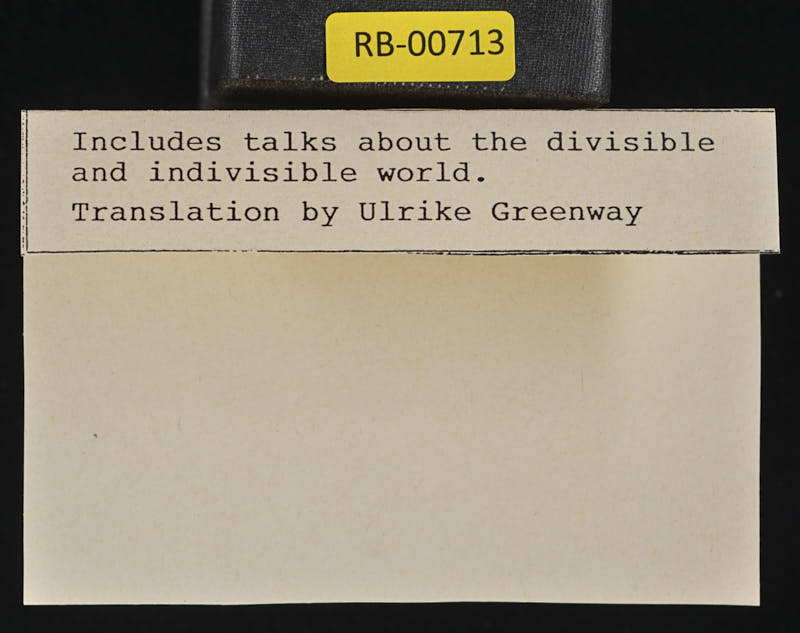 RB-00713
Includes talks about the divisible
and indivisible world.
Translation by Ulrike Greenway